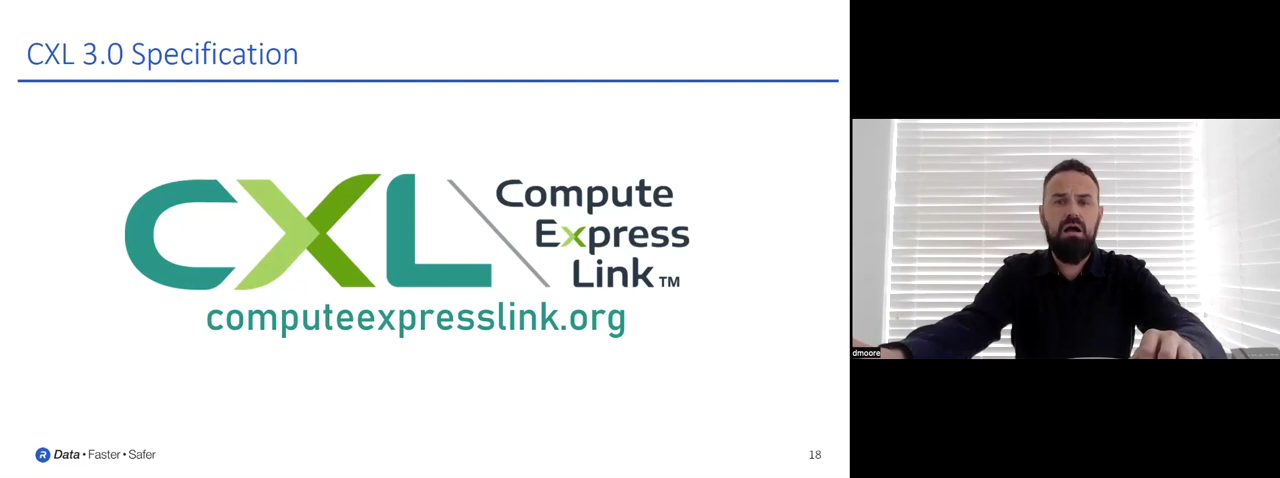 CXL 3.0 Specification
CXL
Compute
Express
Link™
computeexpresslink.org
R Data • Faster • Safer
18
dmoore